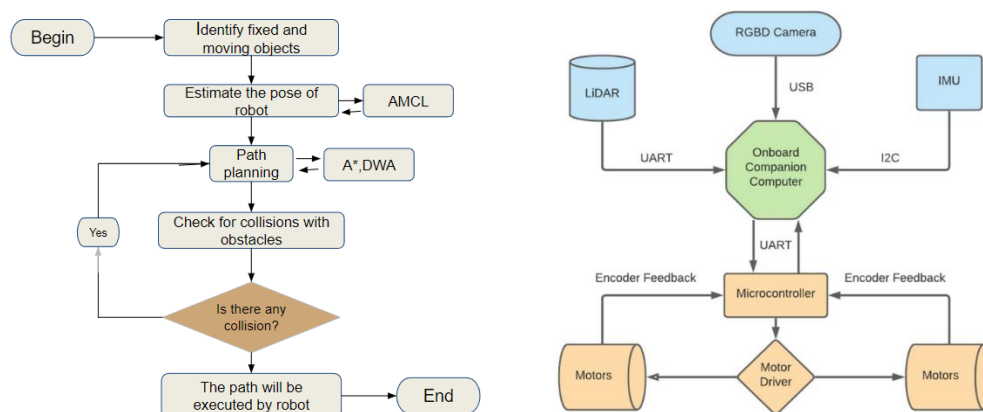 Begin
Identify fixed and
moving objects
Estimate the pose of
robot
AMCL
Path
planning
A*,DWA
Check for collisions with
obstacles
Yes
Is there any
collision?
The path will be
executed by robot
End
RGBD Camera
USB
LiDAR
IMU
UART
I2C
Onboard
Companion
Computer
UART
Encoder Feedback
Encoder Feedback
Microcontroller
Motors
Motor
Driver
Motors